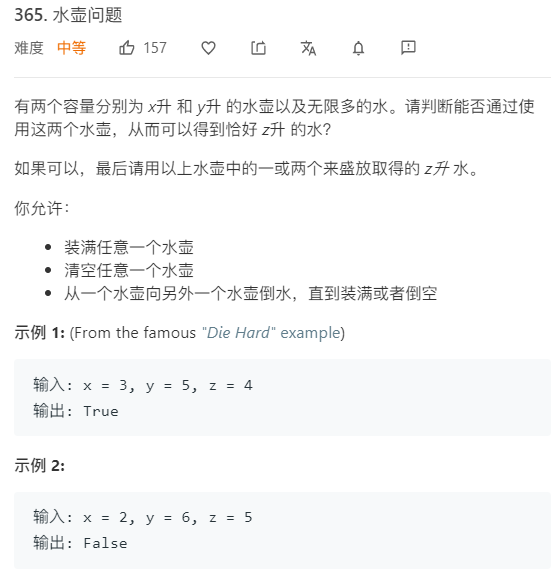 365. 水壶问题
难度 中等 157
有两个容量分别为 x升 和 y升 的水壶以及无限多的水。请判断能否通过使
用这两个水壶，从而可以得到恰好 z升 的水？
如果可以，最后请用以上水壶中的一或两个来盛放取得的 z升 水。
你允许：
装满任意一个水壶
清空任意一个水壶
从一个水壶向另外一个水壶倒水，直到装满或者倒空
示例 1: (From the famous "Die Hard" example)
输入: x = 3, y = 5, z = 4
输出: True
示例 2:
输入: x = 2, y = 6, z = 5
输出: False